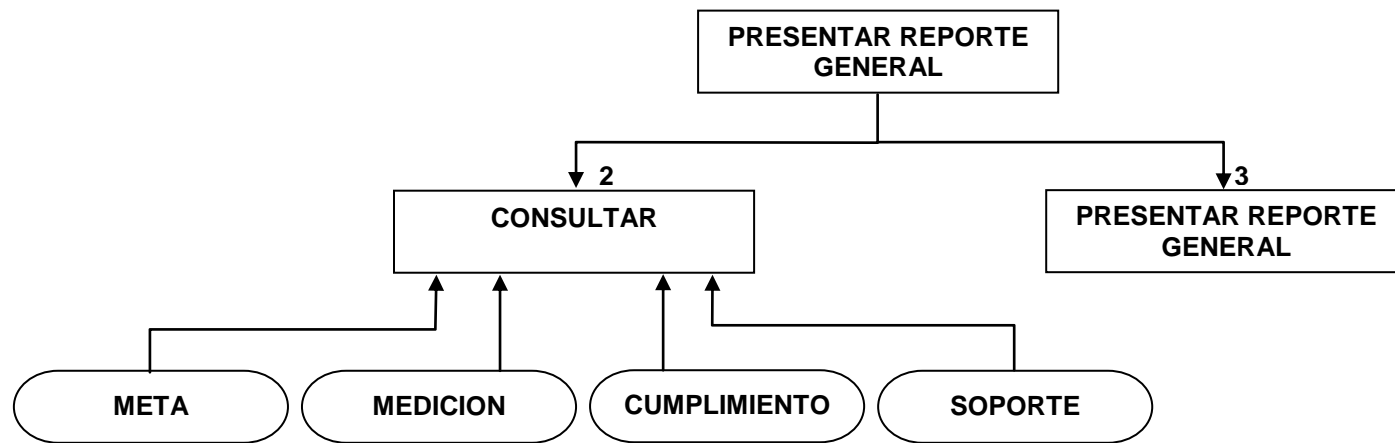 PRESENTAR REPORTE
GENERAL
2
3
CONSULTAR
PRESENTAR REPORTE
GENERAL
META
MEDICION
CUMPLIMIENTO
SOPORTE